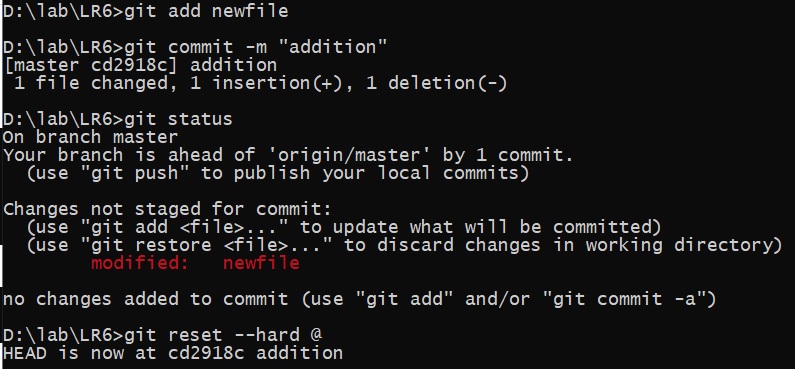 D:\lab\LR6>git add newfile
D:\lab\LR6>git commit -m "addition"
[master cd2918c] addition
 1 file changed, 1 insertion(+), 1 deletion(-)
D:\lab\LR6>git status
On branch master
Your branch is ahead of 'origin/master' by 1 commit.
  (use "git push" to publish your local commits)
Changes not staged for commit:
  (use "git add <file>..." to update what will be committed)
  (use "git restore <file>..." to discard changes in working directory)
        modified:   newfile
no changes added to commit (use "git add" and/or "git commit -a")
D:\lab\LR6>git reset --hard @
HEAD is now at cd2918c addition